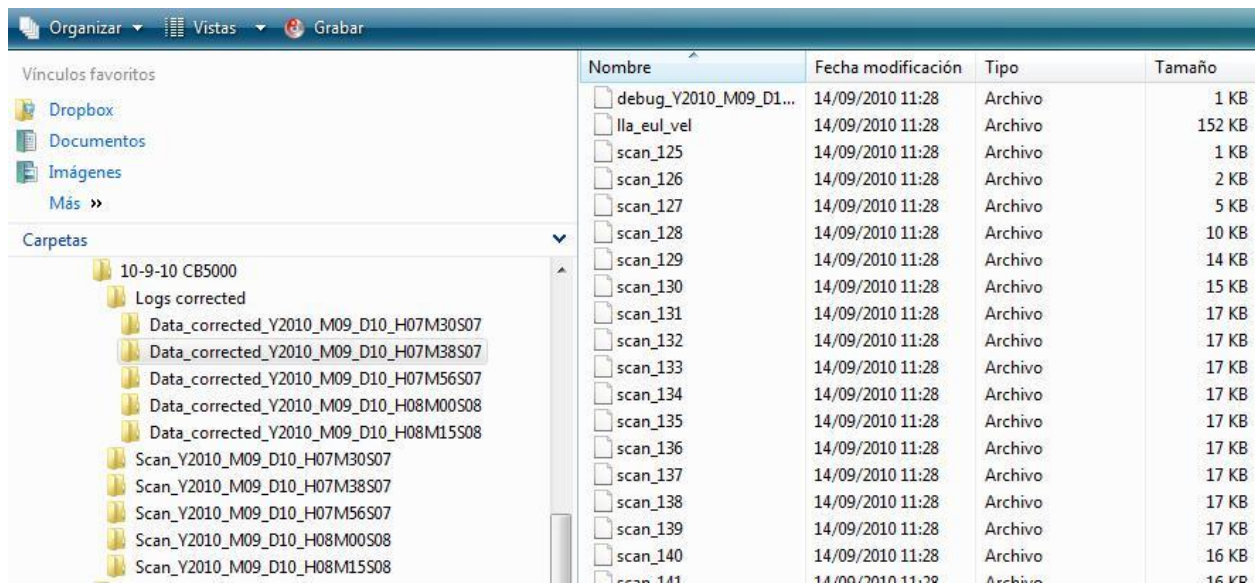 Organizar Vistas Grabar
Vínculos favoritos
Dropbox
Documentos
Imágenes
Más »
Carpetas
10-9-10 CB5000
Logs corrected
Data_corrected_Y2010_M09_D10_H07M30S07
Data_corrected_Y2010_M09_D10_H07M38S07
Data_corrected_Y2010_M09_D10_H07M56S07
Data_corrected_Y2010_M09_D10_H08M00S08
Data_corrected_Y2010_M09_D10_H08M15S08
Scan_Y2010_M09_D10_H07M30S07
Scan_Y2010_M09_D10_H07M38S07
Scan_Y2010_M09_D10_H07M56S07
Scan_Y2010_M09_D10_H08M00S08
Scan_Y2010_M09_D10_H08M15S08
Nombre Fecha modificación Tipo Tamaño
debug_Y2010_M09_D1... 14/09/2010 11:28 Archivo 1 KB
lla_eul_vel 14/09/2010 11:28 Archivo 152 KB
scan_125 14/09/2010 11:28 Archivo 1 KB
scan_126 14/09/2010 11:28 Archivo 2 KB
scan_127 14/09/2010 11:28 Archivo 5 KB
scan_128 14/09/2010 11:28 Archivo 10 KB
scan_129 14/09/2010 11:28 Archivo 14 KB
scan_130 14/09/2010 11:28 Archivo 15 KB
scan_131 14/09/2010 11:28 Archivo 17 KB
scan_132 14/09/2010 11:28 Archivo 17 KB
scan_133 14/09/2010 11:28 Archivo 17 KB
scan_134 14/09/2010 11:28 Archivo 17 KB
scan_135 14/09/2010 11:28 Archivo 17 KB
scan_136 14/09/2010 11:28 Archivo 17 KB
scan_137 14/09/2010 11:28 Archivo 17 KB
scan_138 14/09/2010 11:28 Archivo 17 KB
scan_139 14/09/2010 11:28 Archivo 17 KB
scan_140 14/09/2010 11:28 Archivo 16 KB
scan_141 14/09/2010 11:28 Archivo 16 KB